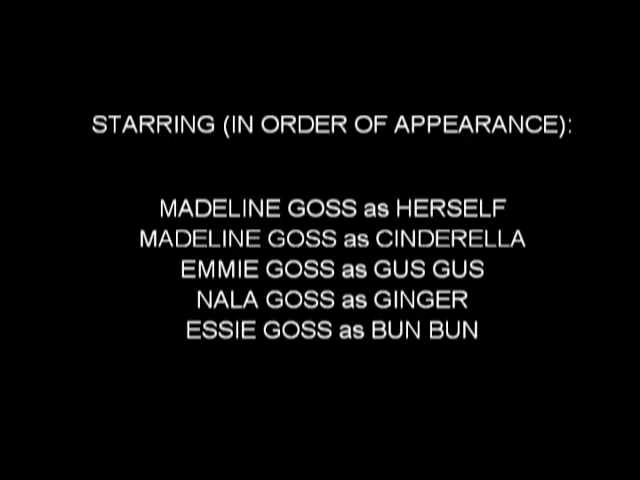 STARRING (IN ORDER OF APPEARANCE):
MADELINE GOSS as HERSELF
MADELINE GOSS as CINDERELLA
EMMIE GOSS as GUS GUS
NALA GOSS as GINGER
ESSIE GOSS as BUN BUN